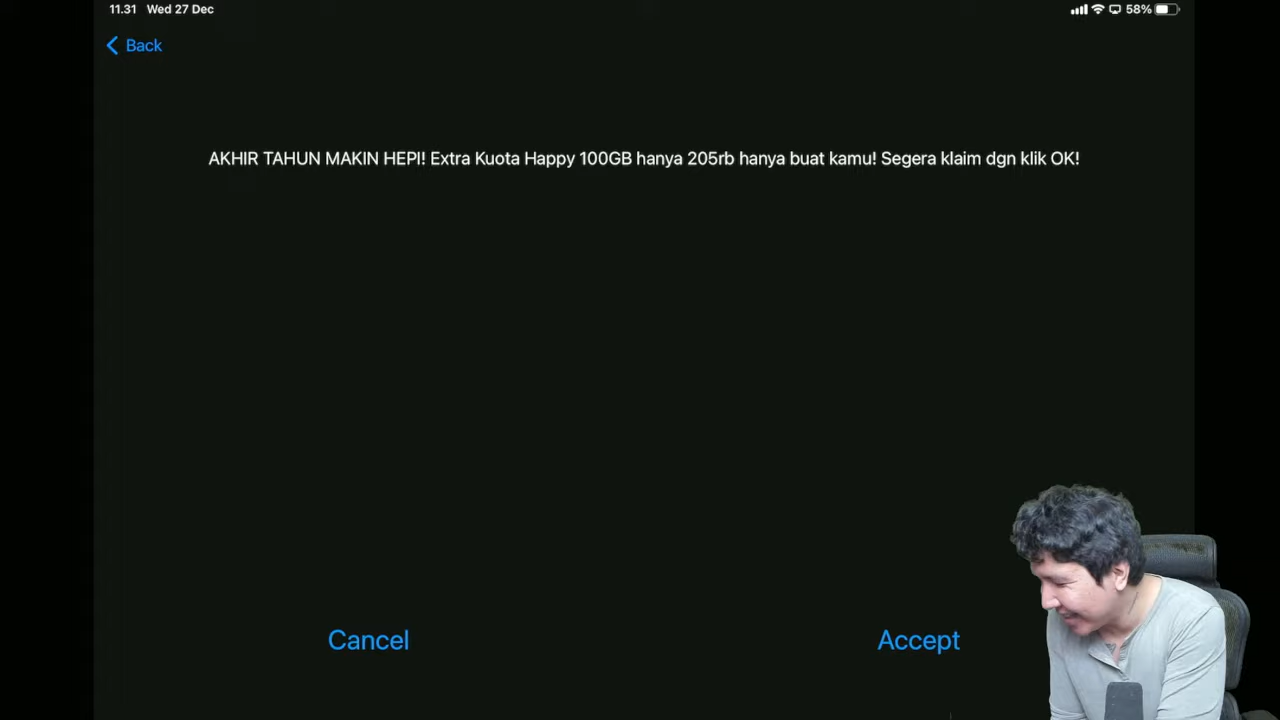 11.31 Wed 27 Dec 58%
Back
AKHIR TAHUN MAKIN HEPI! Extra Kuota Happy 100GB hanya 205rb hanya buat kamu! Segera klaim dgn klik OK!
Cancel Accept